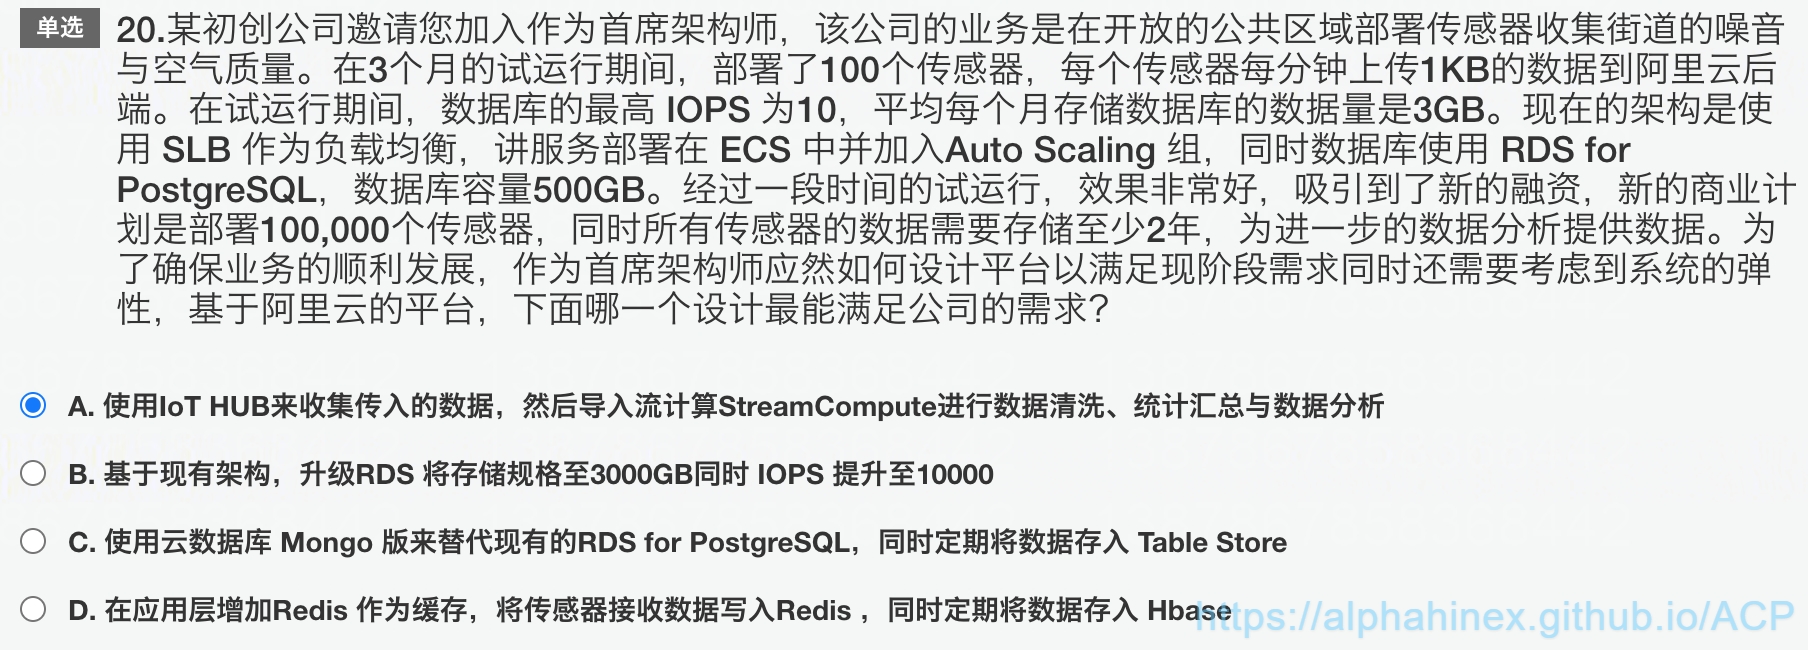 单选 20.某初创公司邀请您加入作为首席架构师，该公司的业务是在开放的公共区域部署传感器收集街道的噪音
与空气质量。在3个月的试运行期间，部署了100个传感器，每个传感器每分钟上传1KB的数据到阿里云后
端。在试运行期间，数据库的最高 IOPS 为10，平均每个月存储数据库的数据量是3GB。现在的架构是使
用 SLB 作为负载均衡，讲服务部署在 ECS 中并加入Auto Scaling 组，同时数据库使用 RDS for
PostgreSQL，数据库容量500GB。经过一段时间的试运行，效果非常好，吸引到了新的融资，新的商业计
划是部署100,000个传感器，同时所有传感器的数据需要存储至少2年，为进一步的数据分析提供数据。为
了确保业务的顺利发展，作为首席架构师应然如何设计平台以满足现阶段需求同时还需要考虑到系统的弹
性，基于阿里云的平台，下面哪一个设计最能满足公司的需求？
A. 使用IoT HUB来收集传入的数据，然后导入流计算StreamCompute进行数据清洗、统计汇总与数据分析
B. 基于现有架构，升级RDS 将存储规格至3000GB同时 IOPS 提升至10000
C. 使用云数据库 Mongo 版来替代现有的RDS for PostgreSQL，同时定期将数据存入 Table Store
D. 在应用层增加Redis 作为缓存，将传感器接收数据写入Redis ，同时定期将数据存入 Hbase
https://alphahinex.github.io/ACP